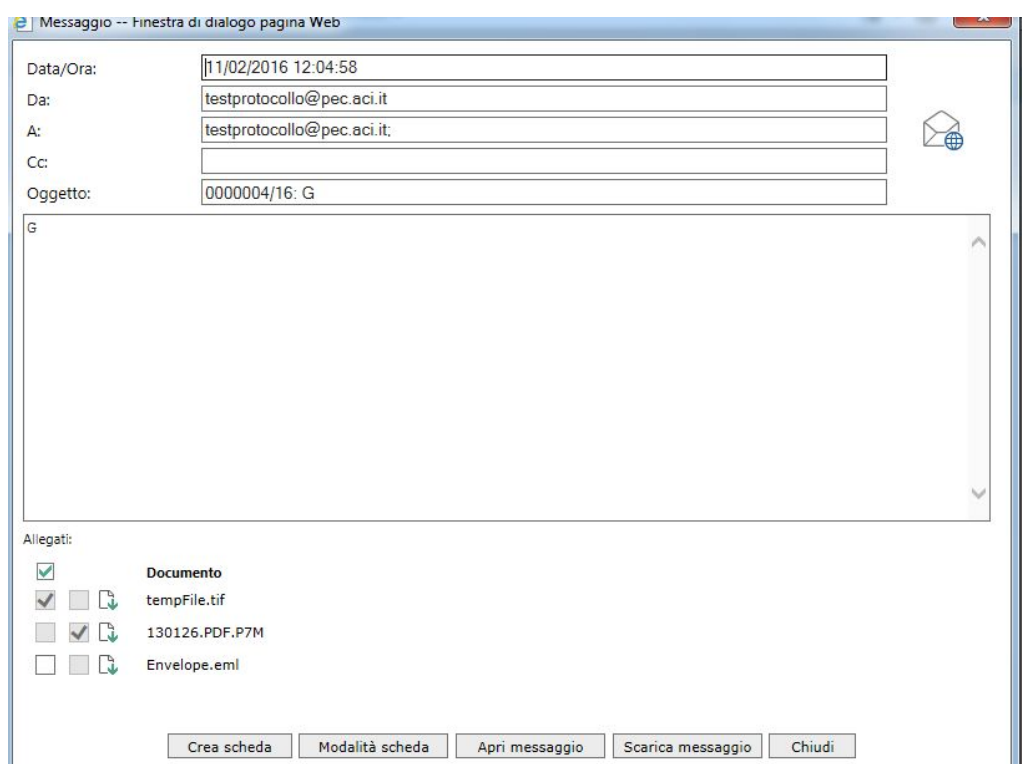 Messaggio -- Finestra di dialogo pagina Web
Data/Ora: 11/02/2016 12:04:58
Da: testprotocollo@pec.aci.it
A: testprotocollo@pec.aci.it;
Cc:
Oggetto: 0000004/16: G
G
Allegati:
Documento
tempFile.tif
130126.PDF.P7M
Envelope.eml
Crea scheda Modalità scheda Apri messaggio Scarica messaggio Chiudi